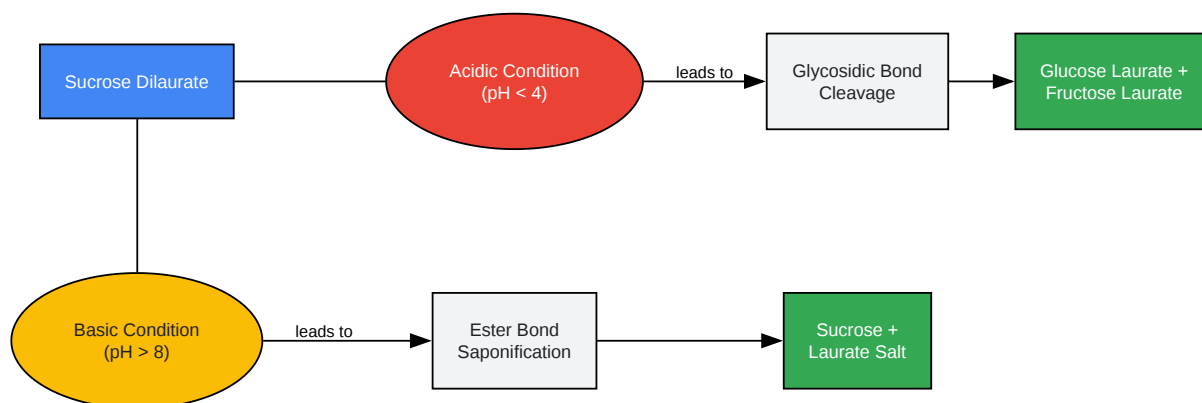 Sucrose Dilaurate
Acidic Condition
(pH < 4)
leads to
Glycosidic Bond
Cleavage
Glucose Laurate +
Fructose Laurate
Basic Condition
(pH > 8)
leads to
Ester Bond
Saponification
Sucrose +
Laurate Salt